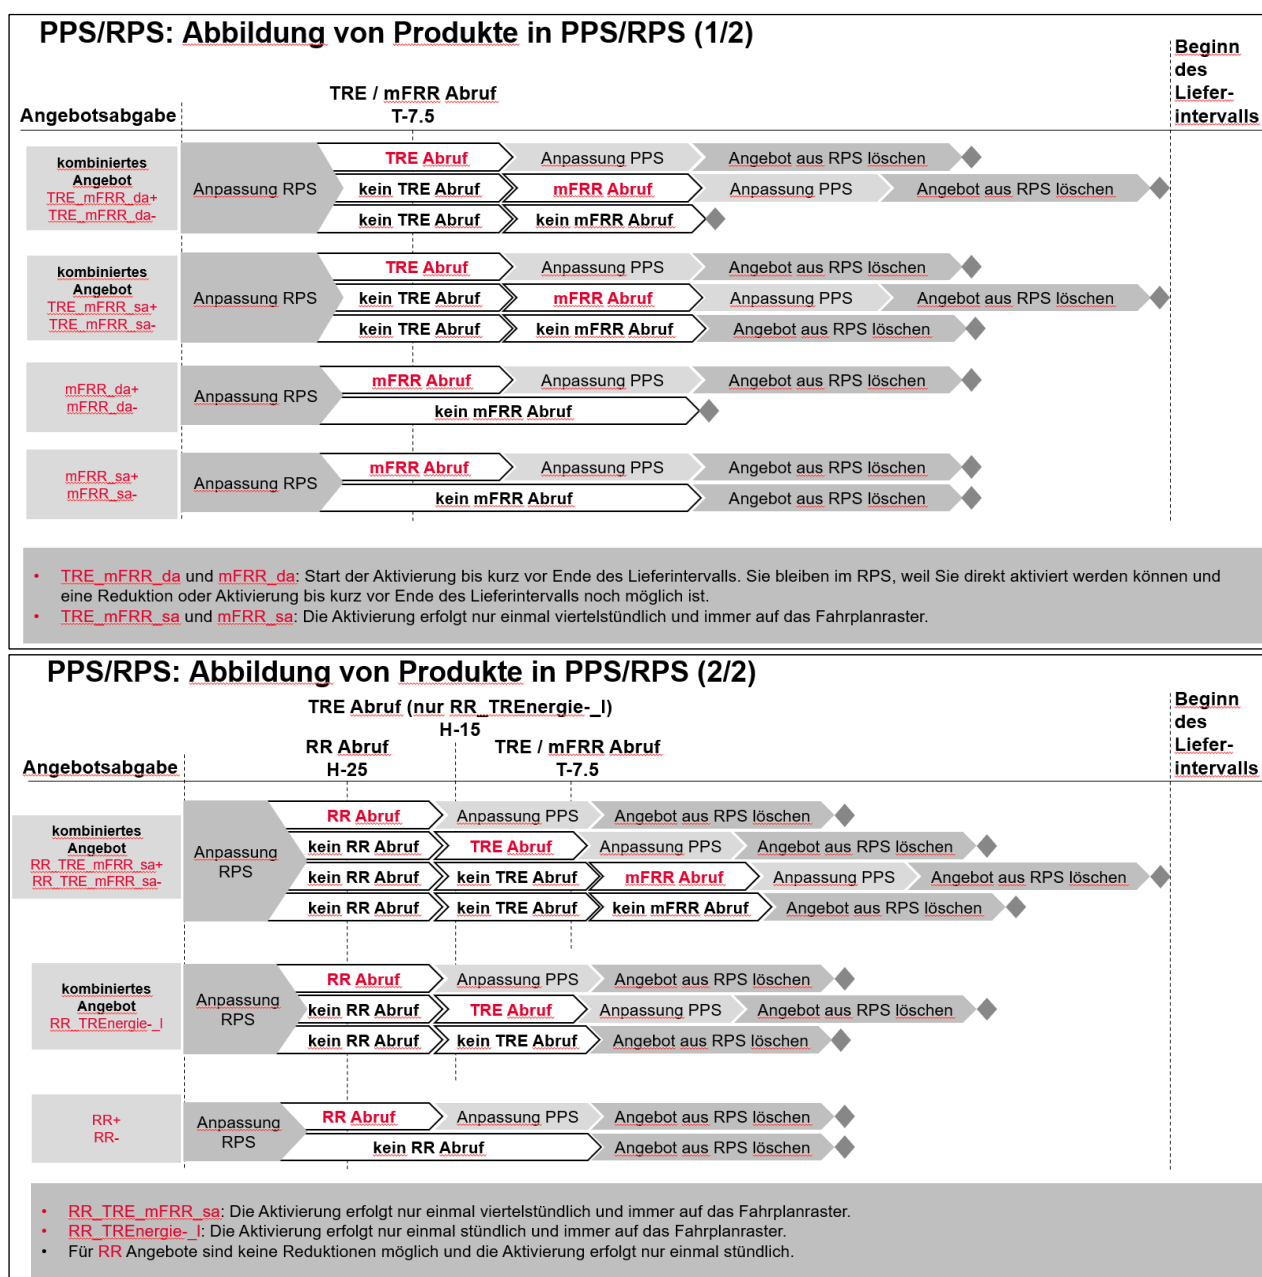 PPS/RPS: Abbildung von Produkte in PPS/RPS (1/2)
Beginn
des
Liefer-
intervalls
TRE / mFRR Abruf
T-7.5
Angebotsabgabe
kombiniertes
Angebot
TRE_mFRR_da+
TRE_mFRR_da-
Anpassung RPS
TRE Abruf
Anpassung PPS
Angebot aus RPS löschen
kein TRE Abruf
mFRR Abruf
Anpassung PPS
Angebot aus RPS löschen
kein TRE Abruf
kein mFRR Abruf
kombiniertes
Angebot
TRE_mFRR_sa+
TRE_mFRR_sa-
Anpassung RPS
TRE Abruf
Anpassung PPS
Angebot aus RPS löschen
kein TRE Abruf
mFRR Abruf
Anpassung PPS
Angebot aus RPS löschen
kein TRE Abruf
kein mFRR Abruf
Angebot aus RPS löschen
mFRR_da+
mFRR_da-
Anpassung RPS
mFRR Abruf
Anpassung PPS
Angebot aus RPS löschen
kein mFRR Abruf
mFRR_sa+
mFRR_sa-
Anpassung RPS
mFRR Abruf
Anpassung PPS
Angebot aus RPS löschen
kein mFRR Abruf
Angebot aus RPS löschen
• TRE_mFRR_da und mFRR_da: Start der Aktivierung bis kurz vor Ende des Lieferintervalls. Sie bleiben im RPS, weil Sie direkt aktiviert werden können und
eine Reduktion oder Aktivierung bis kurz vor Ende des Lieferintervalls noch möglich ist.
• TRE_mFRR_sa und mFRR_sa: Die Aktivierung erfolgt nur einmal viertelstündlich und immer auf das Fahrplanraster.
PPS/RPS: Abbildung von Produkte in PPS/RPS (2/2)
Beginn
des
Liefer-
intervalls
TRE Abruf (nur RR_TREnergie-_l)
H-15
RR Abruf
H-25
TRE / mFRR Abruf
T-7.5
Angebotsabgabe
kombiniertes
Angebot
RR_TRE_mFRR_sa+
RR_TRE_mFRR_sa-
Anpassung
RPS
RR Abruf
Anpassung PPS
Angebot aus RPS löschen
kein RR Abruf
TRE Abruf
Anpassung PPS
Angebot aus RPS löschen
kein RR Abruf
kein TRE Abruf
mFRR Abruf
Anpassung PPS
Angebot aus RPS löschen
kein RR Abruf
kein TRE Abruf
kein mFRR Abruf
Angebot aus RPS löschen
kombiniertes
Angebot
RR_TREnergie-_l
Anpassung
RPS
RR Abruf
Anpassung PPS
Angebot aus RPS löschen
kein RR Abruf
TRE Abruf
Anpassung PPS
Angebot aus RPS löschen
kein RR Abruf
kein TRE Abruf
Angebot aus RPS löschen
RR+
RR-
Anpassung
RPS
RR Abruf
Anpassung PPS
Angebot aus RPS löschen
kein RR Abruf
Angebot aus RPS löschen
• RR_TRE_mFRR_sa: Die Aktivierung erfolgt nur einmal viertelstündlich und immer auf das Fahrplanraster.
• RR_TREnergie-_l: Die Aktivierung erfolgt nur einmal stündlich und immer auf das Fahrplanraster.
• Für RR Angebote sind keine Reduktionen möglich und die Aktivierung erfolgt nur einmal stündlich.